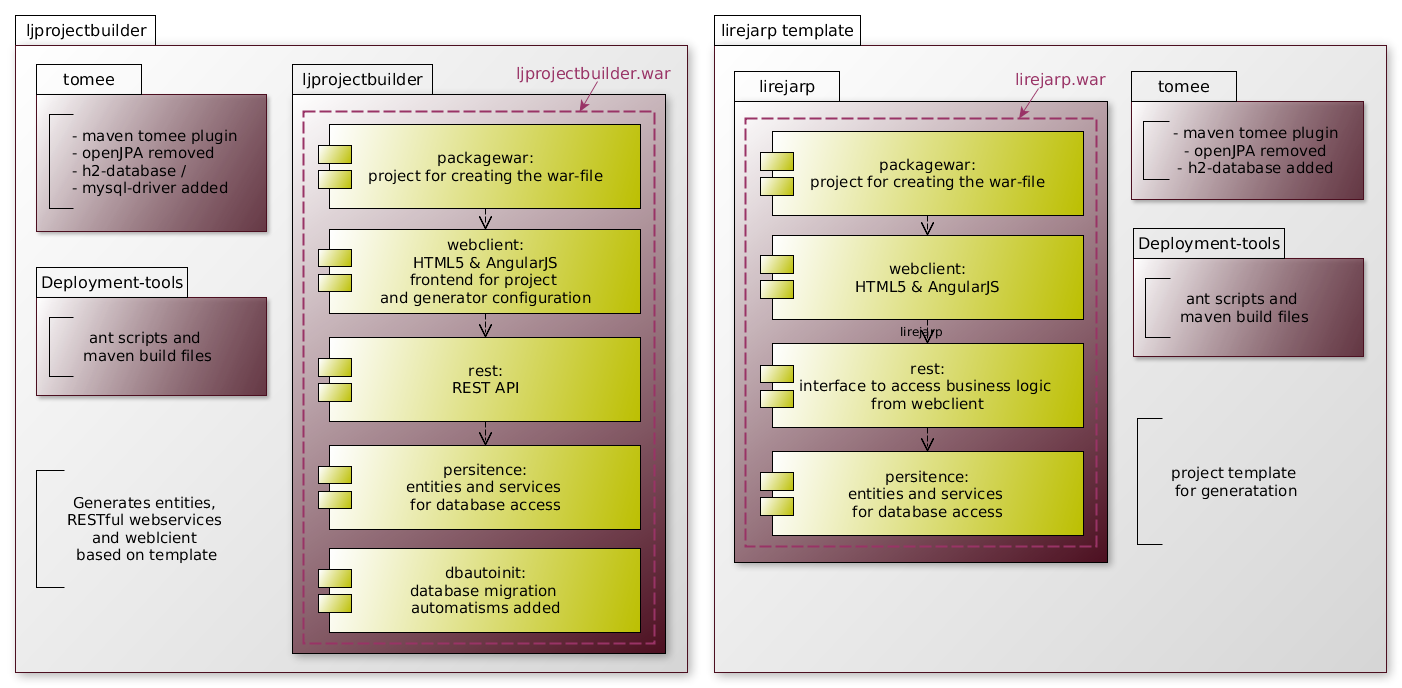 ljprojectbuilder
tomee
- maven tomee plugin
- openJPA removed
- h2-database /
- mysql-driver added
Deployment-tools
ant scripts and
maven build files
Generates entities,
RESTful webservices
and weblcient
based on template
ljprojectbuilder
ljprojectbuilder.war
packagewar:
project for creating the war-file
webclient:
HTML5 & AngularJS
frontend for project
and generator configuration
rest:
REST API
persitence:
entities and services
for database access
dbautoinit:
database migration
automatisms added
lirejarp template
lirejarp
lirejarp.war
packagewar:
project for creating the war-file
webclient:
HTML5 & AngularJS
lirejarp
rest:
interface to access business logic
from webclient
persitence:
entities and services
for database access
tomee
- maven tomee plugin
- openJPA removed
- h2-database added
Deployment-tools
ant scripts and
maven build files
project template
for generatation